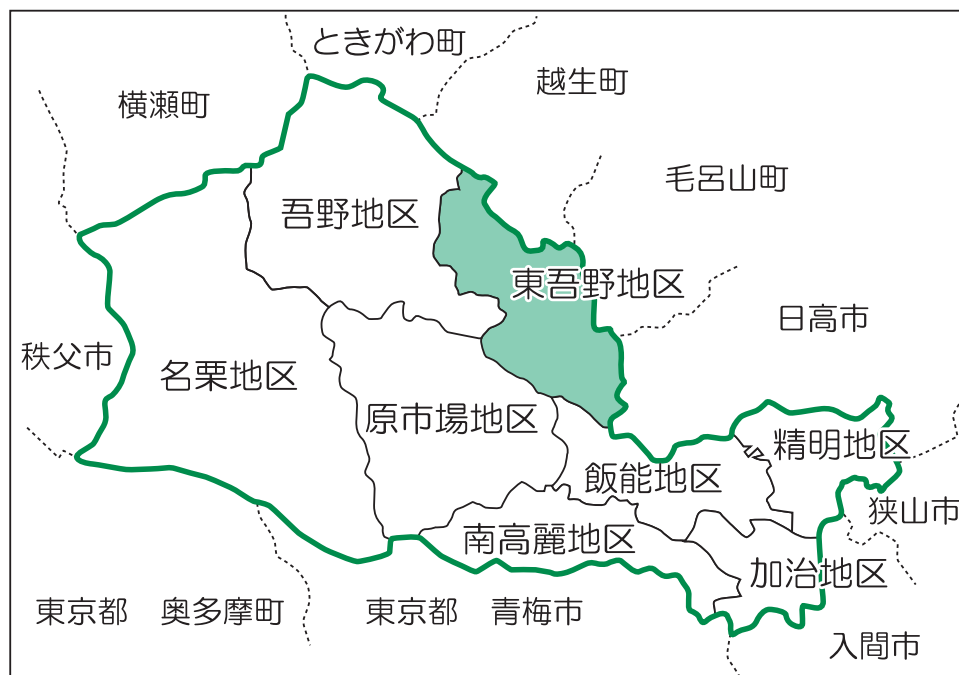 ときがわ町
越生町
横瀬町
毛呂山町
吾野地区
東吾野地区
日高市
秩父市
名栗地区
原市場地区
精明地区
飯能地区
狭山市
南高麗地区
加治地区
東京都 奥多摩町
東京都 青梅市
入間市